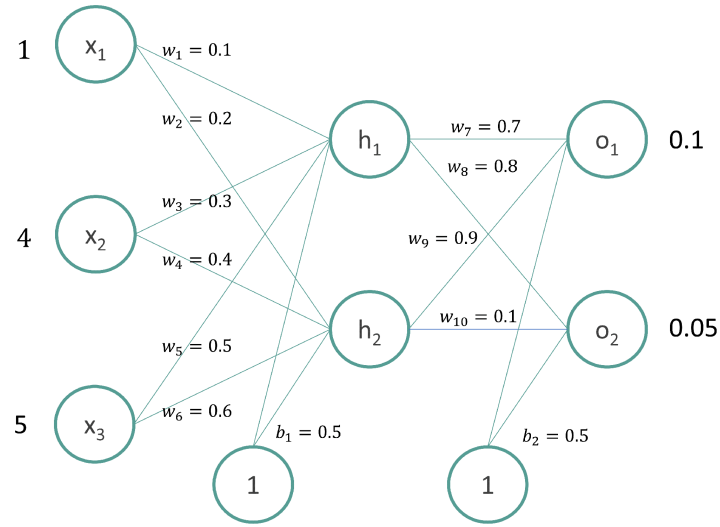 1
x₁
w₁ = 0.1
w₂ = 0.2
h₁
w₇ = 0.7
o₁
0.1
w₈ = 0.8
w₃ = 0.3
4
x₂
w₄ = 0.4
w₉ = 0.9
h₂
w₁₀ = 0.1
o₂
0.05
w₅ = 0.5
w₆ = 0.6
5
x₃
b₁ = 0.5
b₂ = 0.5
1
1